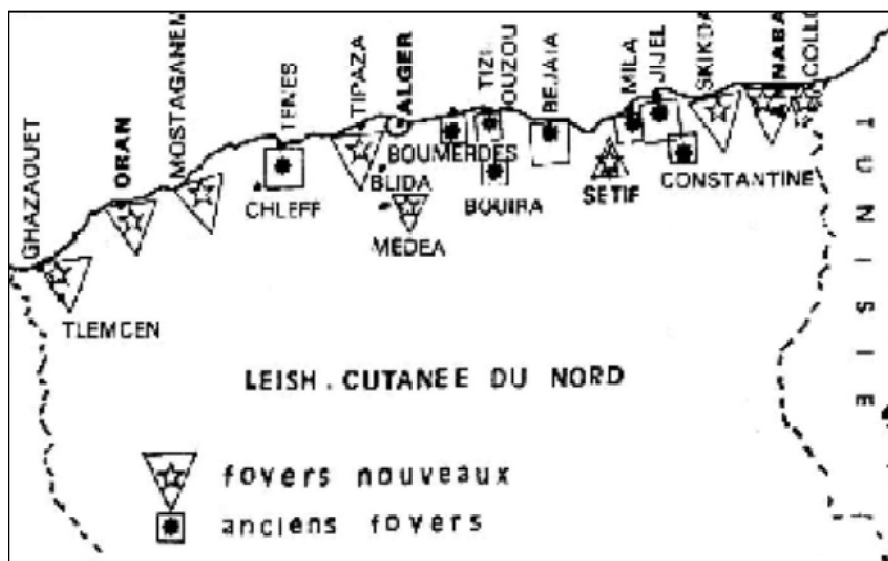 GHAZAOUET
ORAN
MOSTAGANEM
TENES
TIPAZA
ALGER
TIZI
OUZOU
BEJAIA
MILA
JIJEL
SKIKDA
ANNABA
COLLO
BOUMERDES
BLIDA
CHLEFF
MEDEA
BOUIRA
SETIF
CONSTANTINE
TLEMCEN
TUNISIE
LEISH. CUTANEE DU NORD
foyers nouveaux
anciens foyers